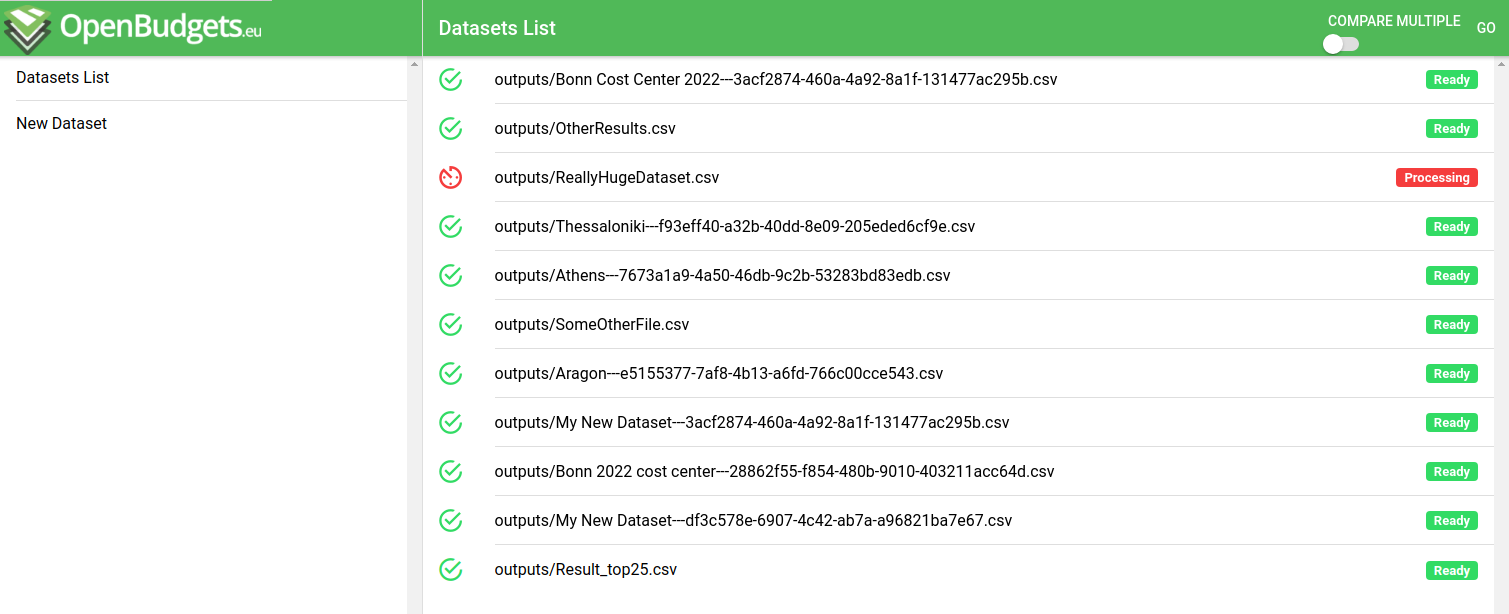 OpenBudgets.eu
Datasets List
COMPARE MULTIPLE
GO
Datasets List
New Dataset
outputs/Bonn Cost Center 2022---3acf2874-460a-4a92-8a1f-131477ac295b.csv Ready
outputs/OtherResults.csv Ready
outputs/ReallyHugeDataset.csv Processing
outputs/Thessaloniki---f93eff40-a32b-40dd-8e09-205eded6cf9e.csv Ready
outputs/Athens---7673a1a9-4a50-46db-9c2b-53283bd83edb.csv Ready
outputs/SomeOtherFile.csv Ready
outputs/Aragon---e5155377-7af8-4b13-a6fd-766c00cce543.csv Ready
outputs/My New Dataset---3acf2874-460a-4a92-8a1f-131477ac295b.csv Ready
outputs/Bonn 2022 cost center---28862f55-f854-480b-9010-403211acc64d.csv Ready
outputs/My New Dataset---df3c578e-6907-4c42-ab7a-a96821ba7e67.csv Ready
outputs/Result_top25.csv Ready